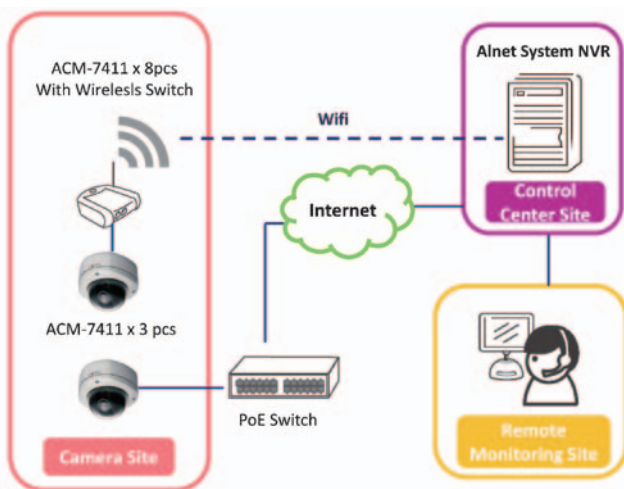 ACM-7411 x 8pcs
With Wirelesls Switch
Wifi
Alnet System NVR
Control
Center Site
Internet
ACM-7411 x 3 pcs
PoE Switch
Camera Site
Remote
Monitoring Site